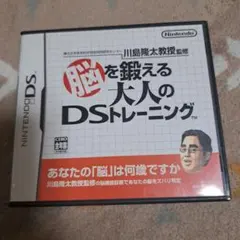 Nintendo
川島隆太教授監修
脳を鍛える
大人の
DSトレーニング
TM
NINTENDO DS
あなたの「脳」は何歳ですか